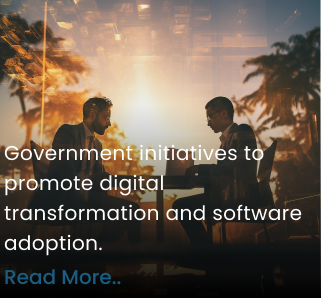 Government initiatives to
promote digital
transformation and software
adoption.
Read More..